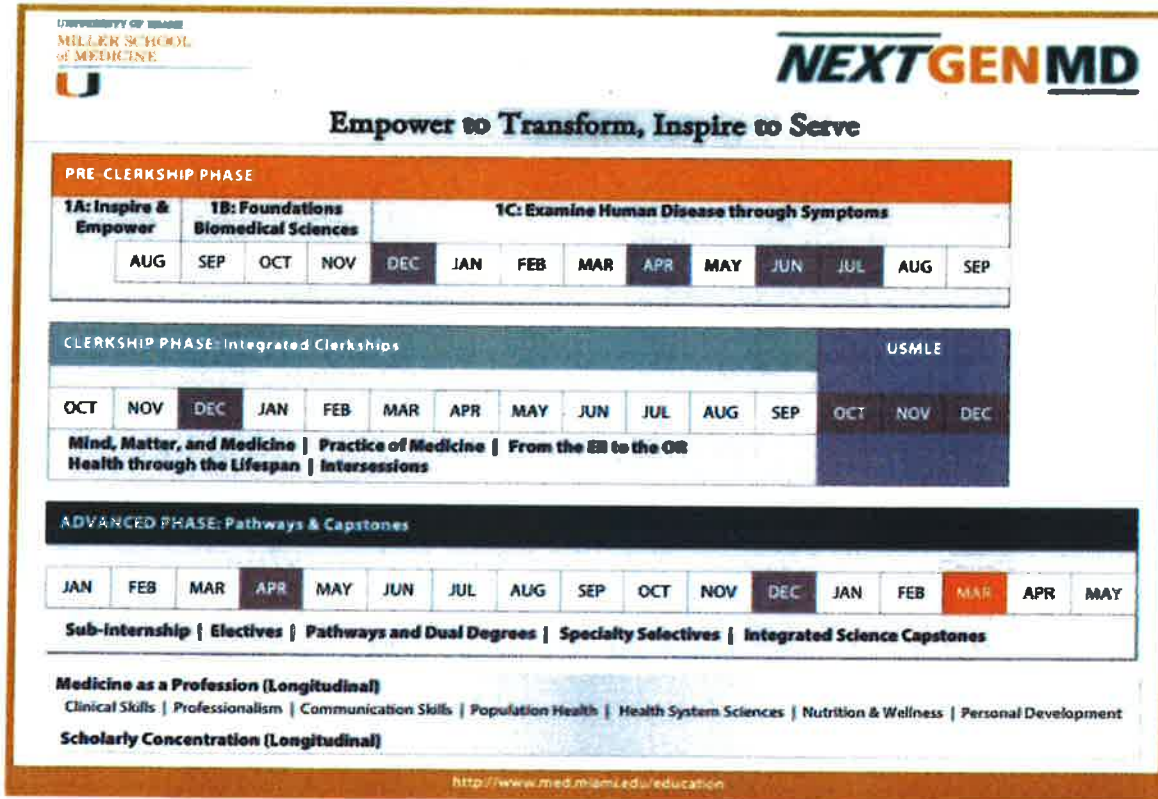 UNIVERSITY OF MIAMI
MILLER SCHOOL
of MEDICINE
U
NEXTGENMD
Empower to Transform, Inspire to Serve
PRE-CLERKSHIP PHASE
1A: Inspire &
Empower
1B: Foundations
Biomedical Sciences
1C: Examine Human Disease through Symptoms
AUG SEP OCT NOV DEC JAN FEB MAR APR MAY JUN JUL AUG SEP
CLERKSHIP PHASE: Integrated Clerkships
USMLE
OCT NOV DEC JAN FEB MAR APR MAY JUN JUL AUG SEP OCT NOV DEC
Mind, Matter, and Medicine | Practice of Medicine | From the ER to the OR
Health through the Lifespan | Intersessions
ADVANCED PHASE: Pathways & Capstones
JAN FEB MAR APR MAY JUN JUL AUG SEP OCT NOV DEC JAN FEB MAR APR MAY
Sub-internship | Electives | Pathways and Dual Degrees | Specialty Selectives | Integrated Science Capstones
Medicine as a Profession (Longitudinal)
Clinical Skills | Professionalism | Communication Skills | Population Health | Health System Sciences | Nutrition & Wellness | Personal Development
Scholarly Concentration (Longitudinal)
http://www.med.miami.edu/education